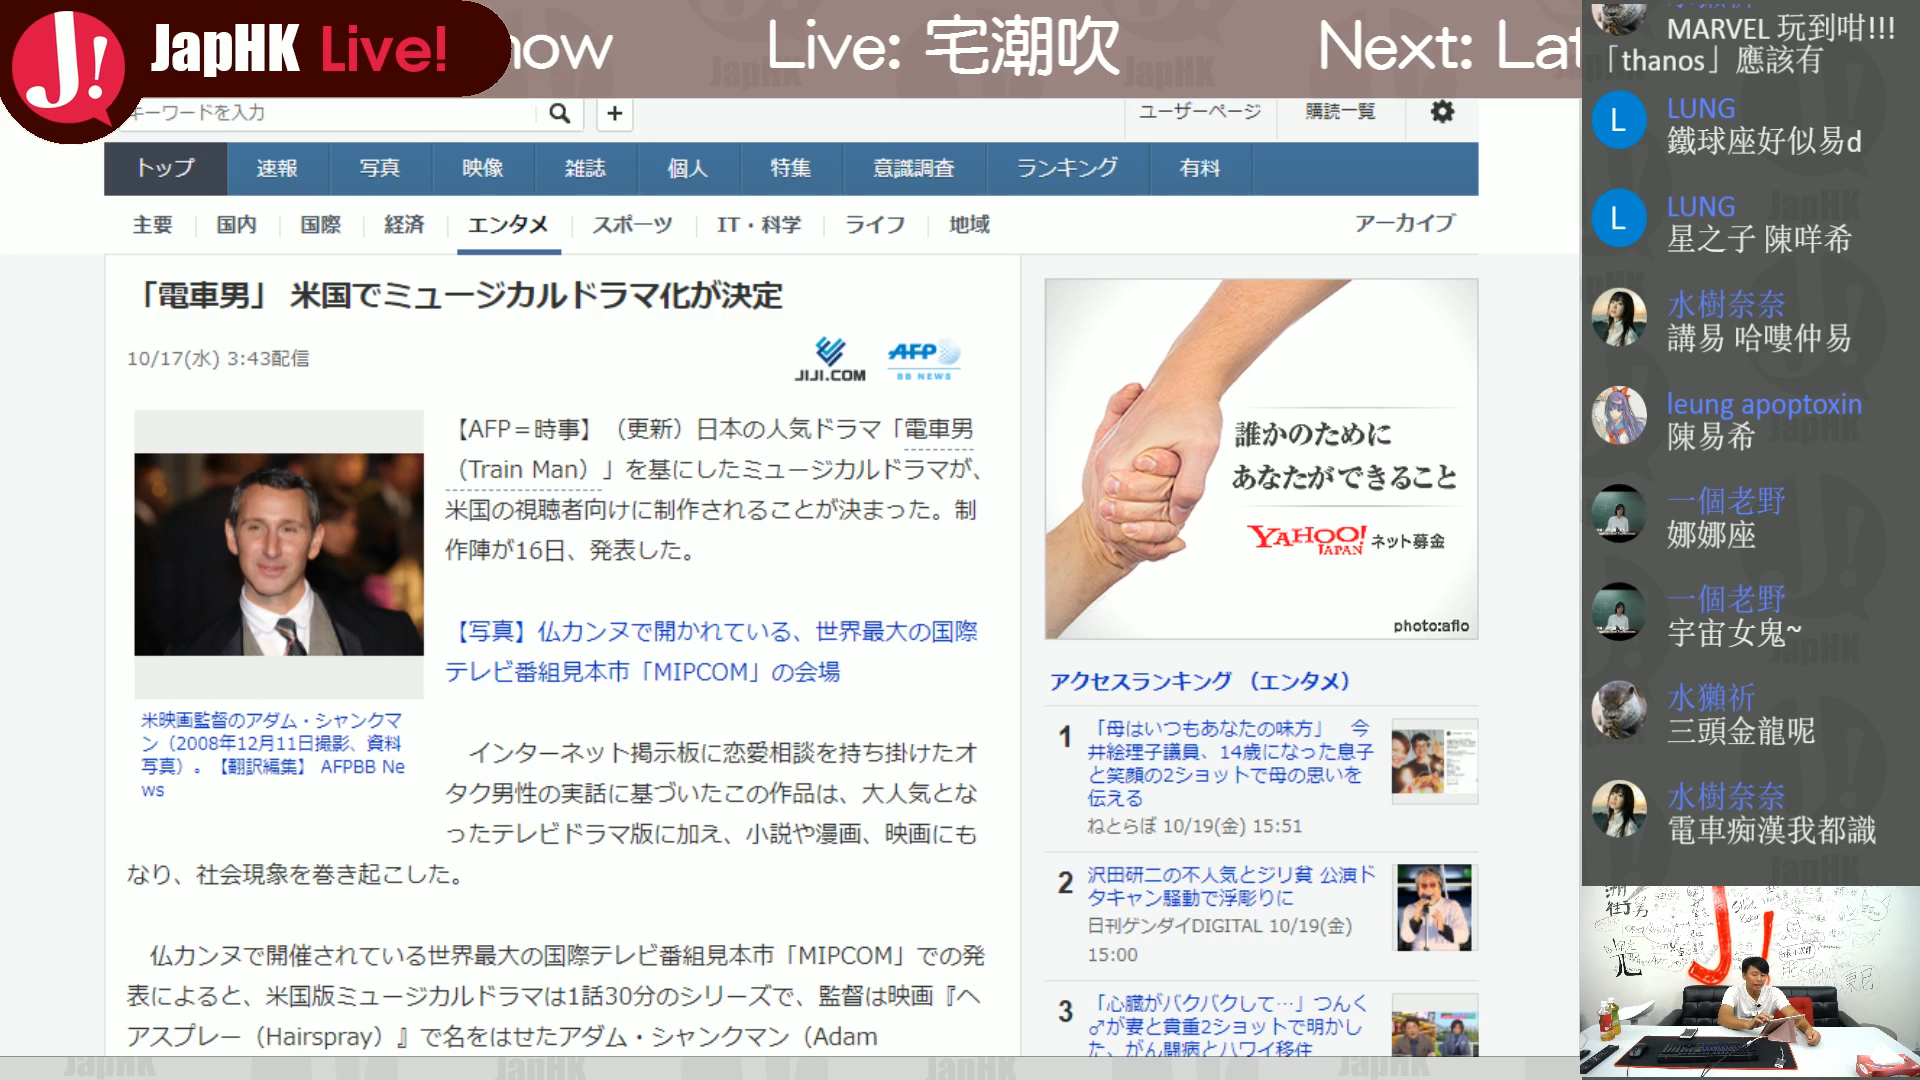 JapHK Live!
now
Live: 宅潮吹
Next: Lat
キーワードを入力
ユーザーページ
購読一覧
トップ
速報
写真
映像
雑誌
個人
特集
意識調査
ランキング
有料
主要
国内
国際
経済
エンタメ
スポーツ
IT・科学
ライフ
地域
アーカイブ
「電車男」 米国でミュージカルドラマ化が決定
10/17(水) 3:43配信
JIJI.COM
AFP
BB NEWS
【AFP＝時事】（更新）日本の人気ドラマ「電車男
（Train Man）」を基にしたミュージカルドラマが、
米国の視聴者向けに制作されることが決まった。制
作陣が16日、発表した。
【写真】仏カンヌで開かれている、世界最大の国際
テレビ番組見本市「MIPCOM」の会場
米映画監督のアダム・シャンクマ
ン（2008年12月11日撮影、資料
写真）。【翻訳編集】 AFPBB Ne
ws
インターネット掲示板に恋愛相談を持ち掛けたオ
タク男性の実話に基づいたこの作品は、大人気とな
ったテレビドラマ版に加え、小説や漫画、映画にも
なり、社会現象を巻き起こした。
仏カンヌで開催されている世界最大の国際テレビ番組見本市「MIPCOM」での発
表によると、米国版ミュージカルドラマは1話30分のシリーズで、監督は映画『ヘ
アスプレー（Hairspray）』で名をはせたアダム・シャンクマン（Adam
誰かのために
あなたができること
YAHOO! JAPAN ネット募金
photo:aflo
アクセスランキング （エンタメ）
1
「母はいつもあなたの味方」　今
井絵理子議員、14歳になった息子
と笑顔の2ショットで母の思いを
伝える
ねとらぼ 10/19(金) 15:51
2
沢田研二の不人気とジリ貧 公演ド
タキャン騒動で浮彫りに
日刊ゲンダイDIGITAL 10/19(金)
15:00
3
「心臓がバクバクして…」つんく
♂が妻と貴重2ショットで明かし
た、がん闘病とハワイ移住
MARVEL 玩到咁!!!
「thanos」應該有
L
LUNG
鐵球座好似易d
L
LUNG
星之子 陳咩希
水樹奈奈
講易 哈嘍仲易
leung apoptoxin
陳易希
一個老野
娜娜座
一個老野
宇宙女鬼~
水獺祈
三頭金龍呢
水樹奈奈
電車痴漢我都識
J!